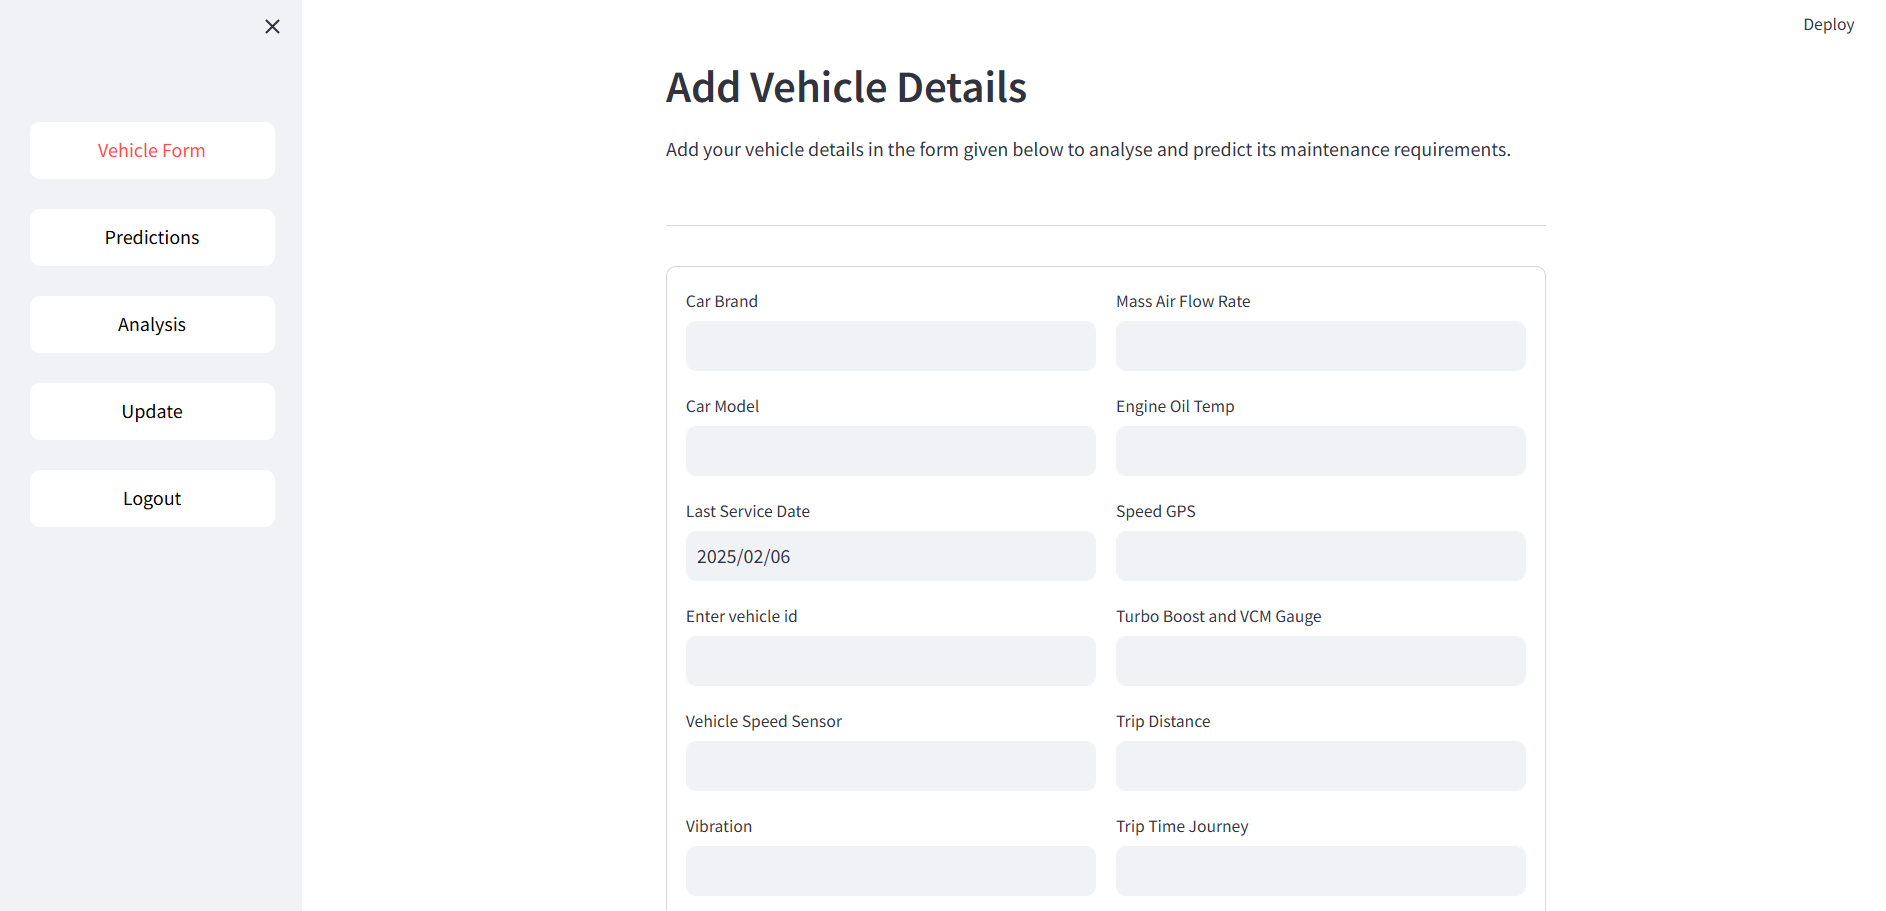 Deploy
Vehicle Form
Predictions
Analysis
Update
Logout
Add Vehicle Details
Add your vehicle details in the form given below to analyse and predict its maintenance requirements.
Car Brand
Mass Air Flow Rate
Car Model
Engine Oil Temp
Last Service Date
Speed GPS
2025/02/06
Enter vehicle id
Turbo Boost and VCM Gauge
Vehicle Speed Sensor
Trip Distance
Vibration
Trip Time Journey